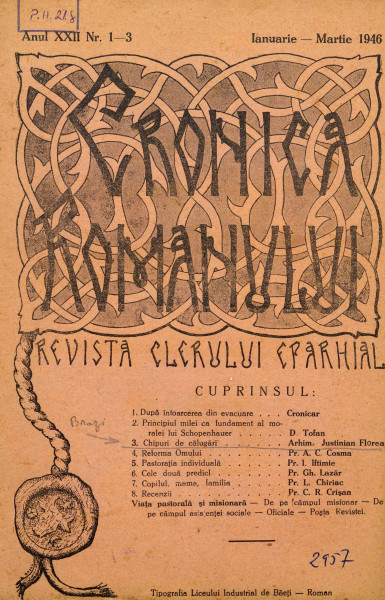 P.II.218
Anul XXII Nr. 1—3 Ianuarie — Martie 1946
CRONICA
ROMANULUI
REVISTA CLERULUI EPARHIAL
CUPRINSUL:
1. După întoarcerea din evacuare . . . . Cronicar
2. Principiul milei ca fundament al mo-
ralei lui Schopenhauer . . . . D. Tofan
3. Chipuri de călugări . . . . Arhim. Justinian Florea
4. Reforma Omului . . . . Pr. A. C. Cosma
5. Pastorația individuală . . . . Pr. I. Iftimie
6. Cele două predici . . . . Pr. Gh. Lazăr
7. Copilul, mama, familia . . . . Pr. L. Chiriac
8. Recenzii . . . . Pr. C. R. Crișan
Viața pastorală și misionară — De pe câmpul misionar — De
pe câmpul asistenței sociale — Oficiale — Poșta Revistei.
2957
Tipografia Liceului Industrial de Băeți — Roman